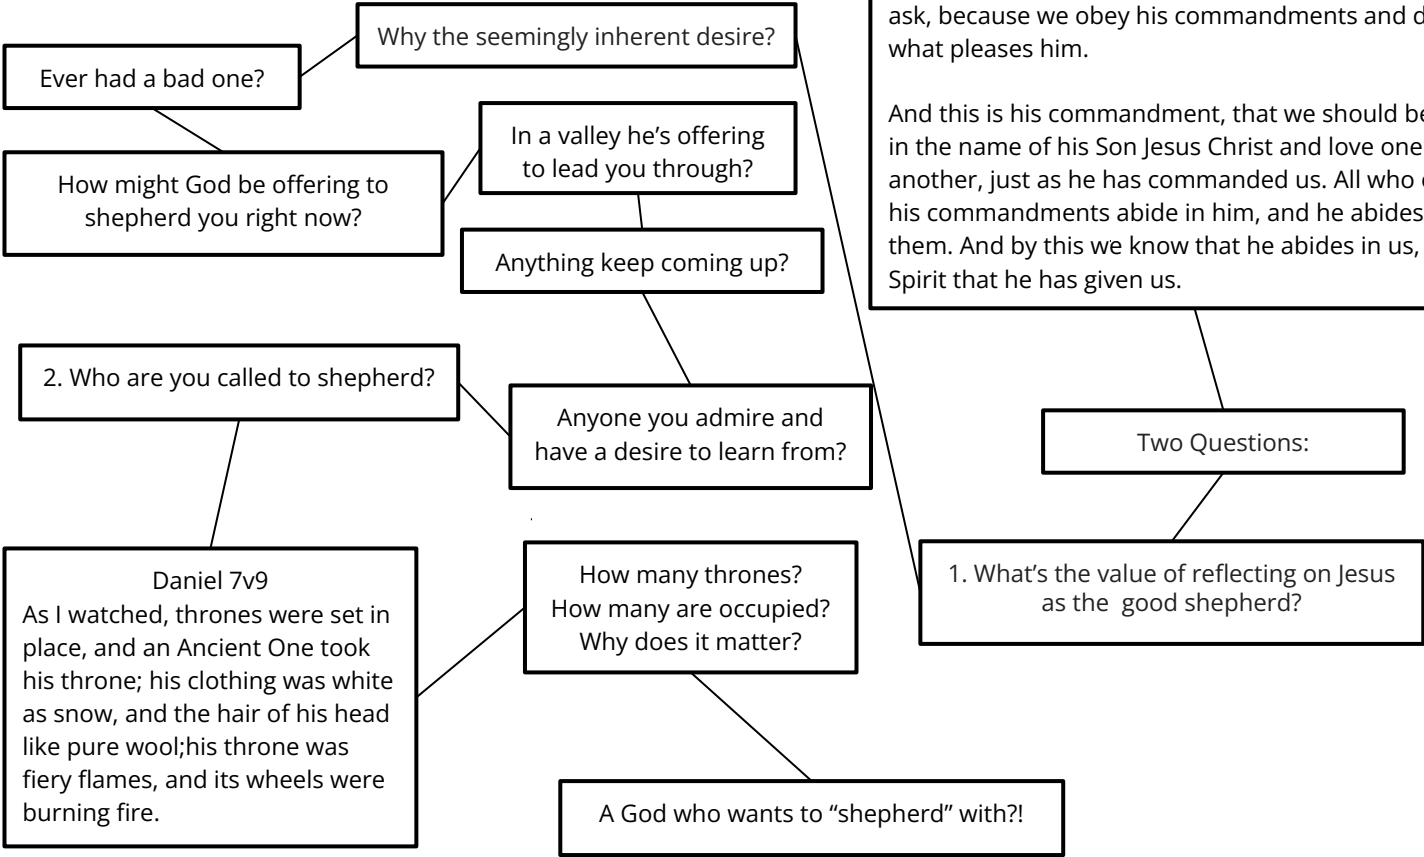 ask, because we obey his commandments and d
what pleases him.
And this is his commandment, that we should be
in the name of his Son Jesus Christ and love one
another, just as he has commanded us. All who
his commandments abide in him, and he abides
them. And by this we know that he abides in us,
Spirit that he has given us.
Two Questions:
1. What’s the value of reflecting on Jesus
as the  good shepherd?
Why the seemingly inherent desire?
Ever had a bad one?
How might God be offering to
shepherd you right now?
In a valley he’s offering
to lead you through?
Anything keep coming up?
Anyone you admire and
have a desire to learn from?
2. Who are you called to shepherd?
Daniel 7v9
As I watched, thrones were set in
place, and an Ancient One took
his throne; his clothing was white
as snow, and the hair of his head
like pure wool;his throne was
fiery flames, and its wheels were
burning fire.
How many thrones?
How many are occupied?
Why does it matter?
A God who wants to “shepherd” with?!